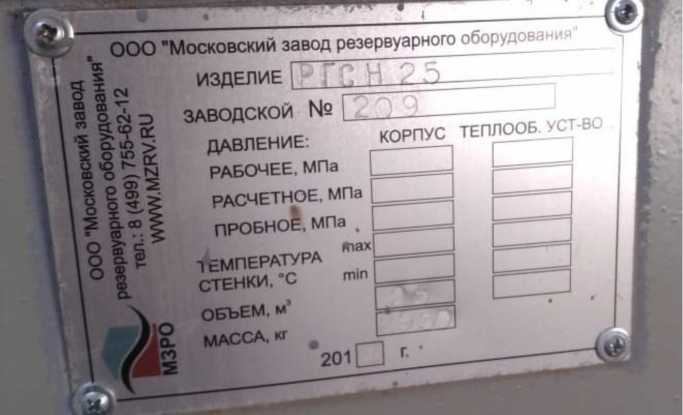 ООО "Московский завод резервуарного оборудования"
ИЗДЕЛИЕ РГСН 25
ЗАВОДСКОЙ № 209
ДАВЛЕНИЕ: КОРПУС ТЕПЛООБ. УСТ-ВО
РАБОЧЕЕ, МПа
РАСЧЕТНОЕ, МПа
ПРОБНОЕ, МПа
ТЕМПЕРАТУРА max
СТЕНКИ, °С min
ОБЪЕМ, м³
МАССА, кг
201 г.
ООО "Московский завод
резервуарного оборудования"
тел.: 8 (499) 755-62-12
WWW.MZRV.RU
МЗРО